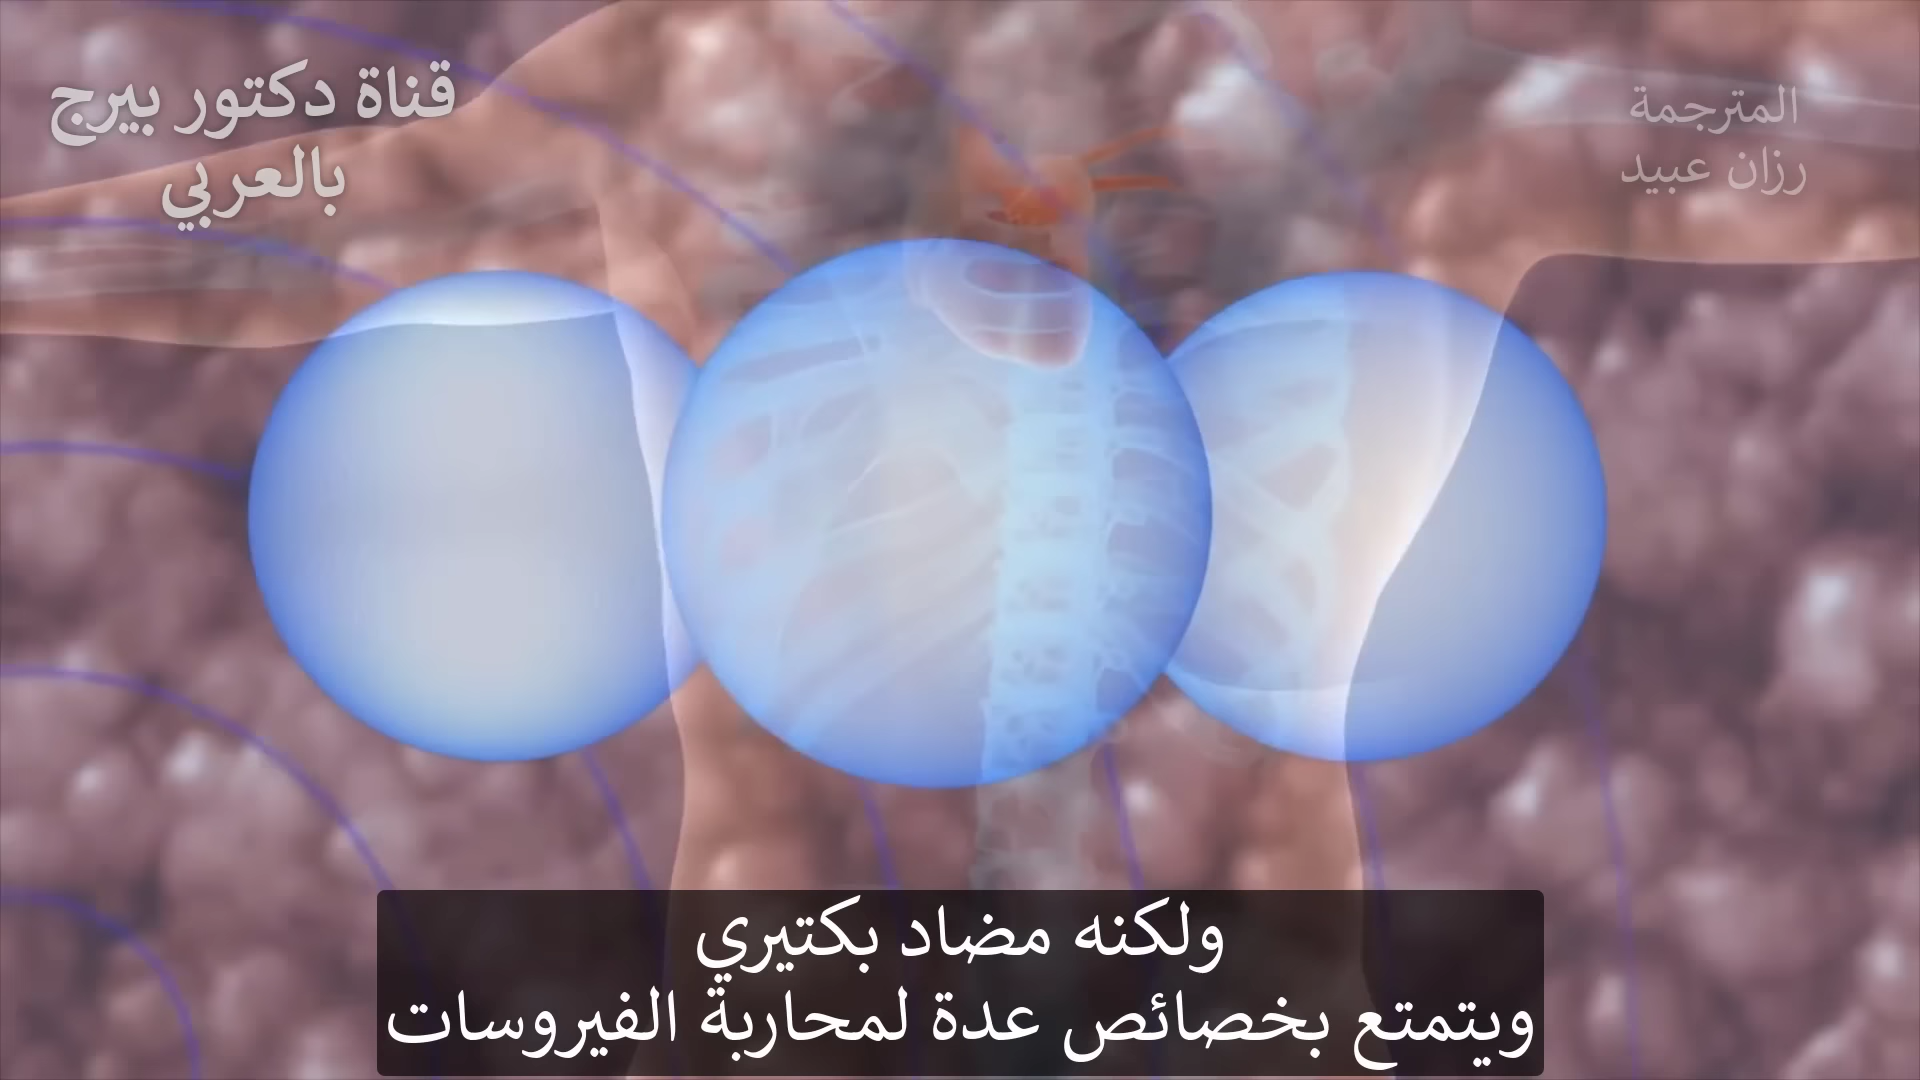 قناة دكتور بيرج
بالعربي
المترجمة
رزان عبيد
ولكنه مضاد بكتيري
ويتمتع بخصائص عدة لمحاربة الفيروسات